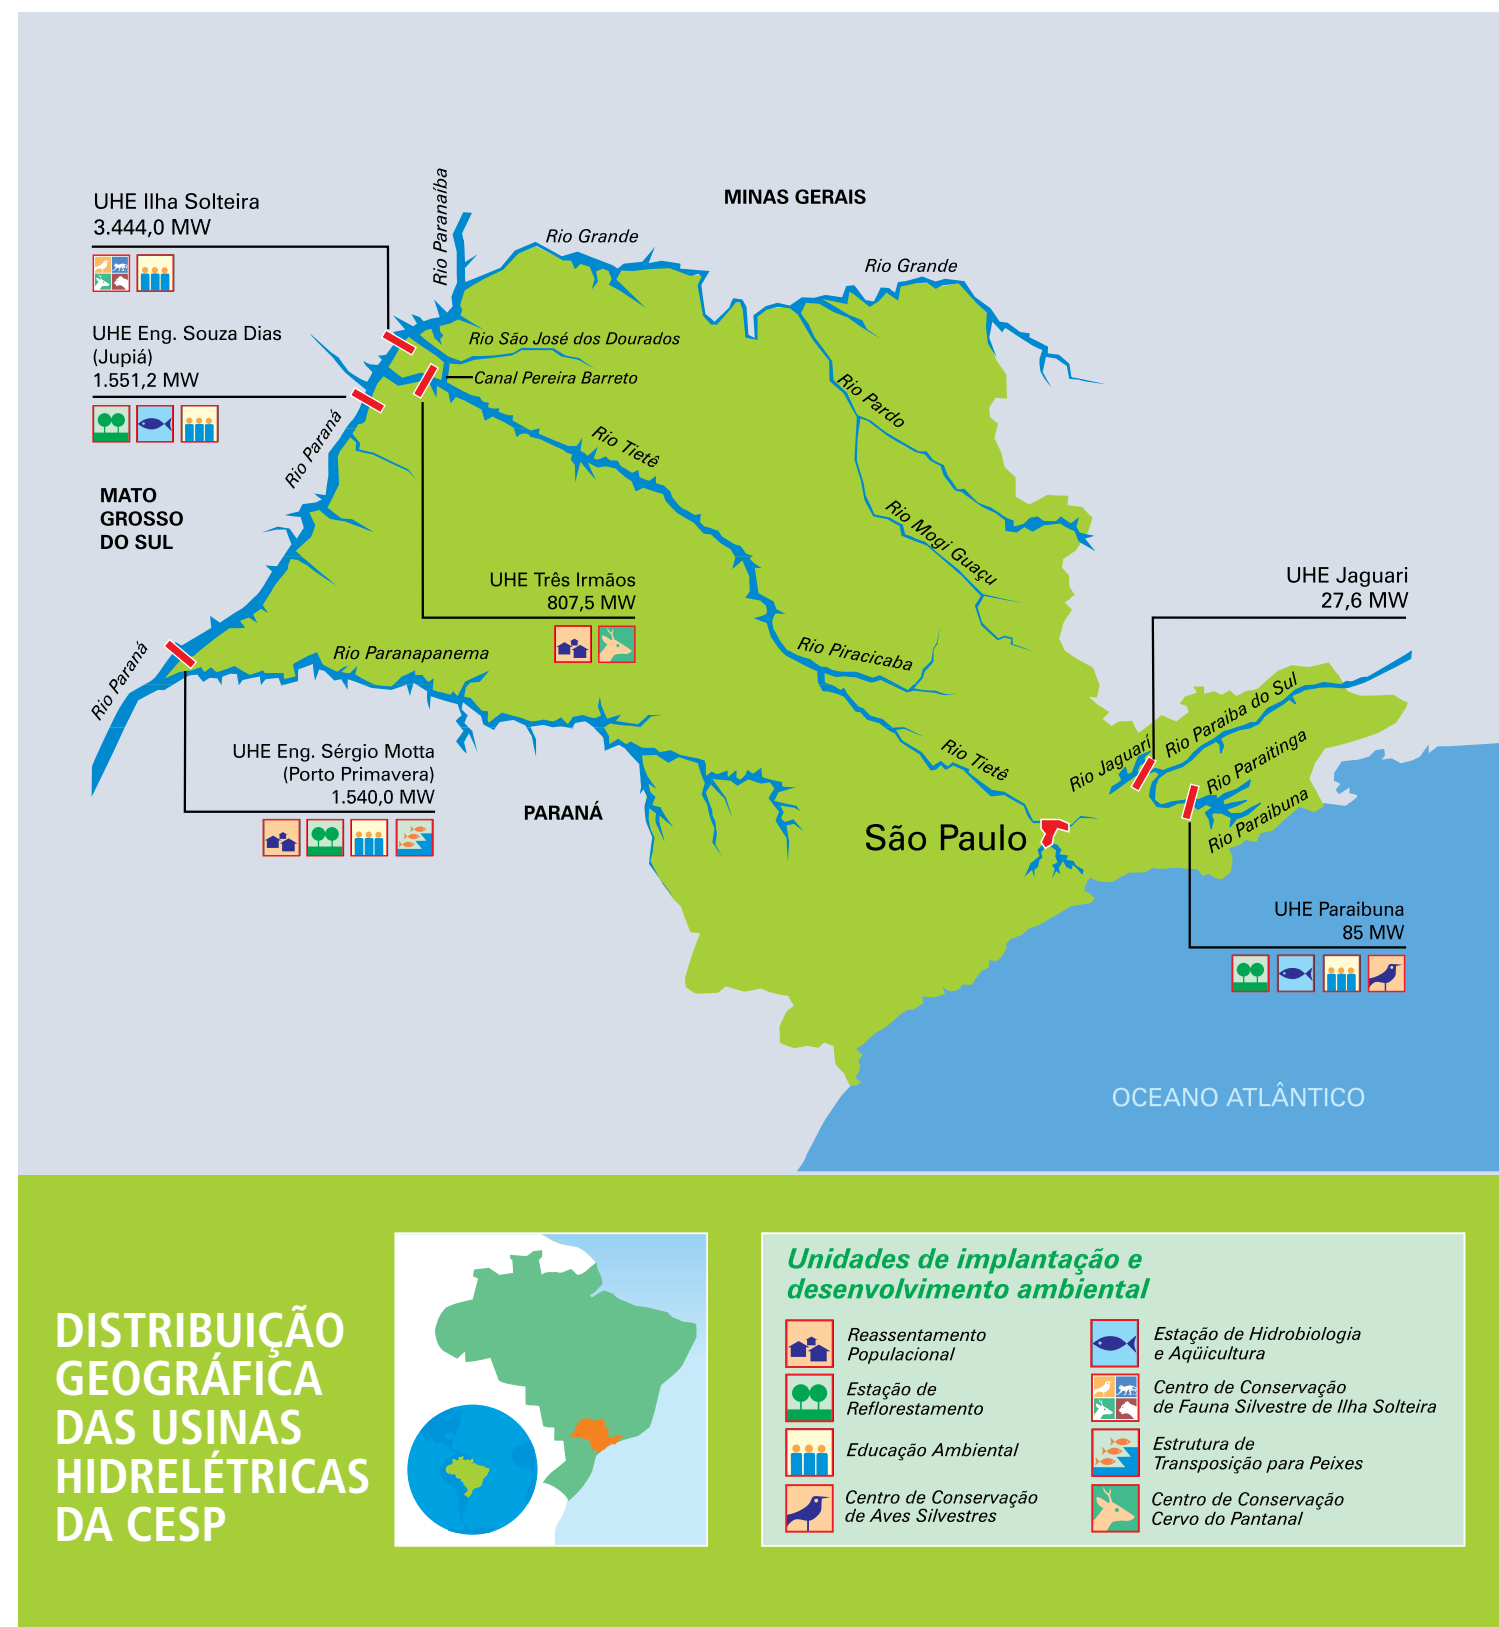 UHE Ilha Solteira
3.444,0 MW
Rio Paranaíba
MINAS GERAIS
Rio Grande
Rio Grande
UHE Eng. Souza Dias
(Jupiá)
1.551,2 MW
Rio São José dos Dourados
Canal Pereira Barreto
Rio Paraná
Rio Tietê
Rio Pardo
MATO
GROSSO
DO SUL
Rio Mogi Guaçu
UHE Três Irmãos
807,5 MW
UHE Jaguari
27,6 MW
Rio Paraná
Rio Paranapanema
Rio Piracicaba
Rio Paraiba do Sul
Rio Jaguarí
Rio Paraitinga
Rio Paraibuna
UHE Eng. Sérgio Motta
(Porto Primavera)
1.540,0 MW
Rio Tietê
PARANÁ
São Paulo
UHE Paraibuna
85 MW
OCEANO ATLÂNTICO
DISTRIBUIÇÃO
GEOGRÁFICA
DAS USINAS
HIDRELÉTRICAS
DA CESP
Unidades de implantação e
desenvolvimento ambiental
Reassentamento
Populacional
Estação de
Reflorestamento
Educação Ambiental
Centro de Conservação
de Aves Silvestres
Estação de Hidrobiologia
e Aqüicultura
Centro de Conservação
de Fauna Silvestre de Ilha Solteira
Estrutura de
Transposição para Peixes
Centro de Conservação
Cervo do Pantanal